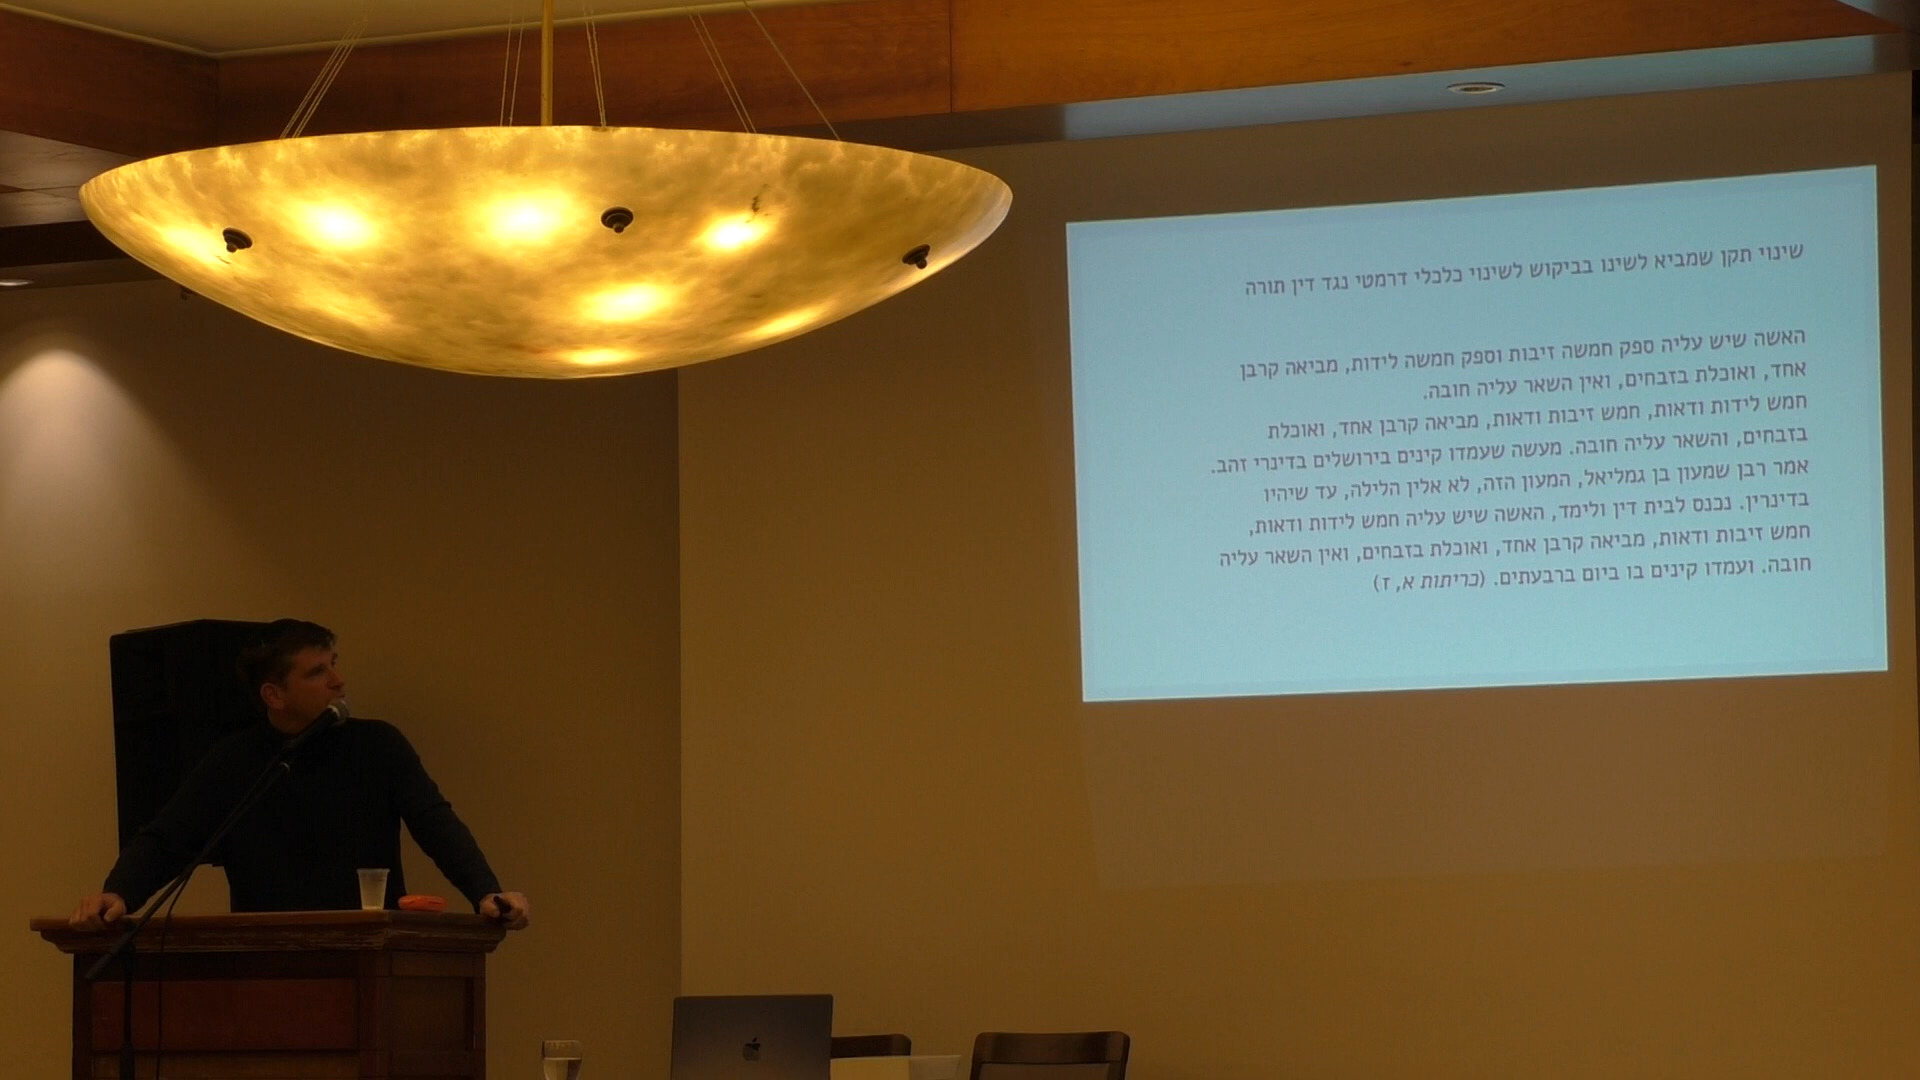 שינוי תקן שמביא לשינו בביקוש לשינוי כלכלי דרמטי נגד דין תורה
האשה שיש עליה ספק חמשה זיבות וספק חמשה לידות, מביאה קרבן
אחד, ואוכלת בזבחים, ואין השאר עליה חובה.
חמש לידות ודאות, חמש זיבות ודאות, מביאה קרבן אחד, ואוכלת
בזבחים, והשאר עליה חובה. מעשה שעמדו קינים בירושלים בדינרי זהב.
אמר רבן שמעון בן גמליאל, המעון הזה, לא אלין הלילה, עד שיהיו
בדינרין. נכנס לבית דין ולימד, האשה שיש עליה חמש לידות ודאות,
חמש זיבות ודאות, מביאה קרבן אחד, ואוכלת בזבחים, ואין השאר עליה
חובה. ועמדו קינים בו ביום ברבעתים. (כריתות א, ז)